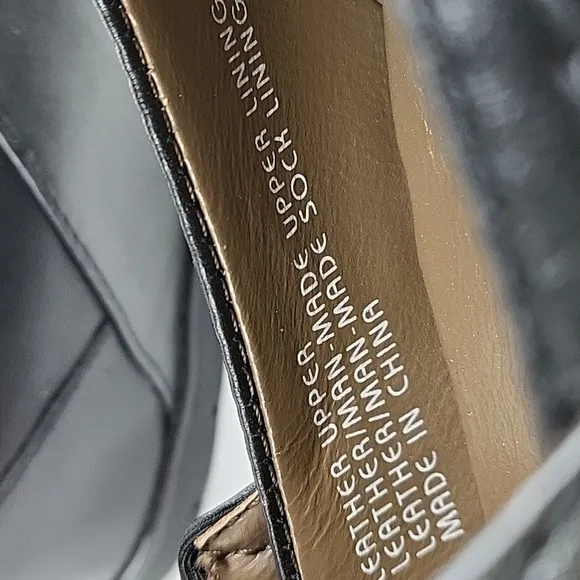 LEATHER UPPER
LEATHER/MAN-MADE UPPER LINING
LEATHER/MAN-MADE SOCK LINING
MADE IN CHINA